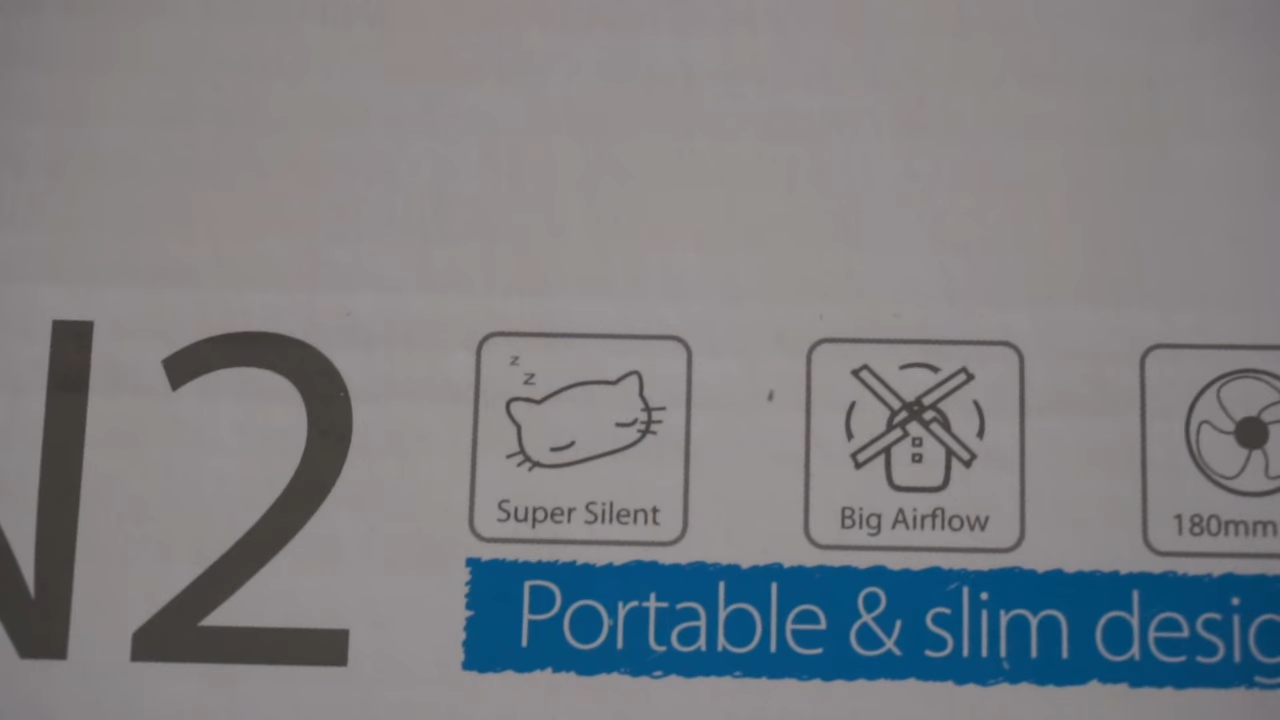 N2
z
z
Super Silent
Big Airflow
180mm
Portable & slim desig